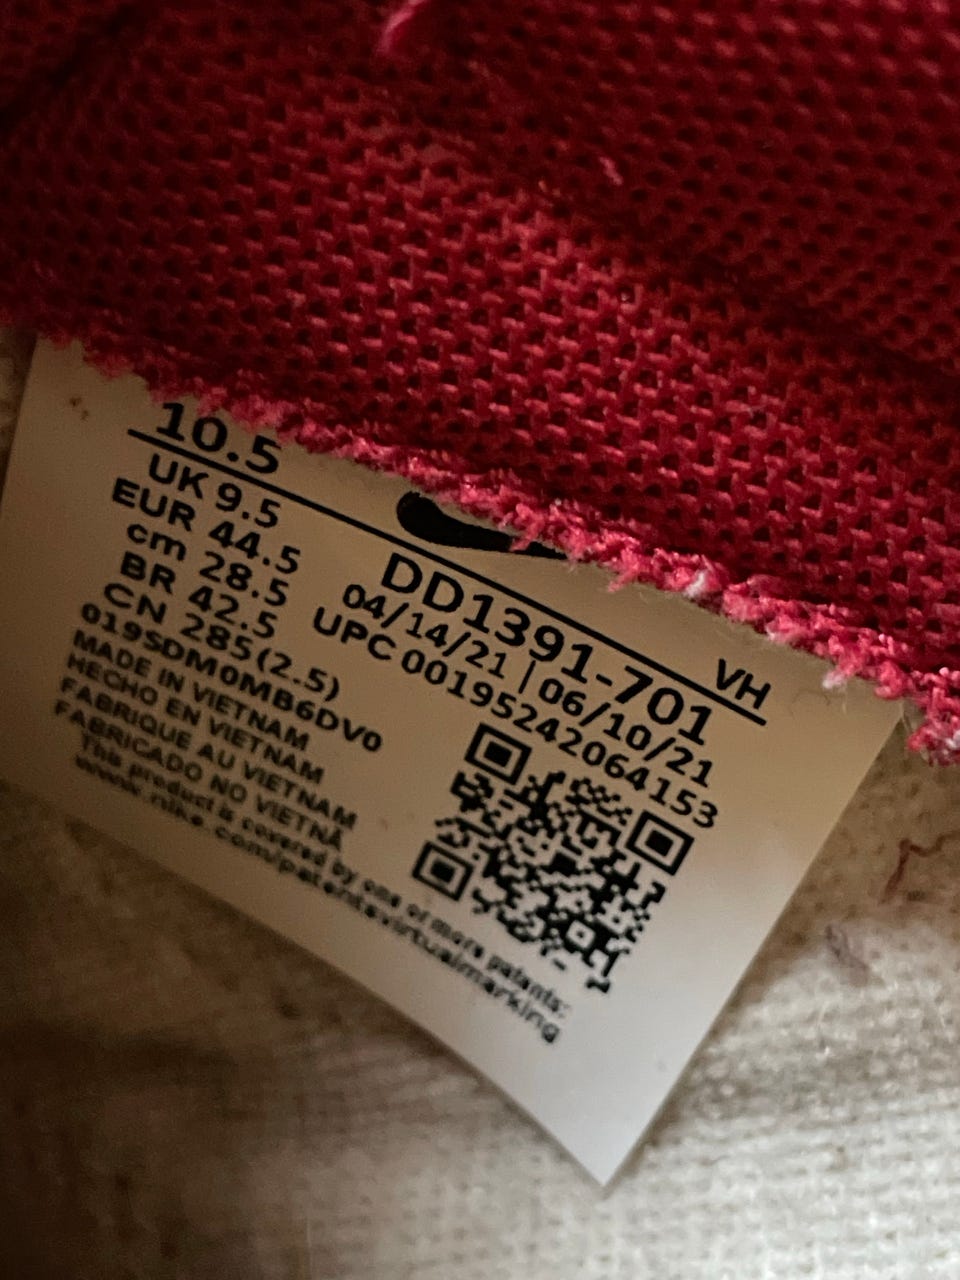 10.5
UK 9.5
EUR 44.5
cm 28.5
BR 42.5
CN 285(2.5)
019SDM0MB6DV0
MADE IN VIETNAM
HECHO EN VIETNAM
FABRIQUE AU VIETNAM
FABRICADO NO VIETNÃ
This product is covered by one or more patents:
www.nike.com/patentsvirtualmarking
VH
DD1391-701
04/14/21 | 06/10/21
UPC 00195242064153